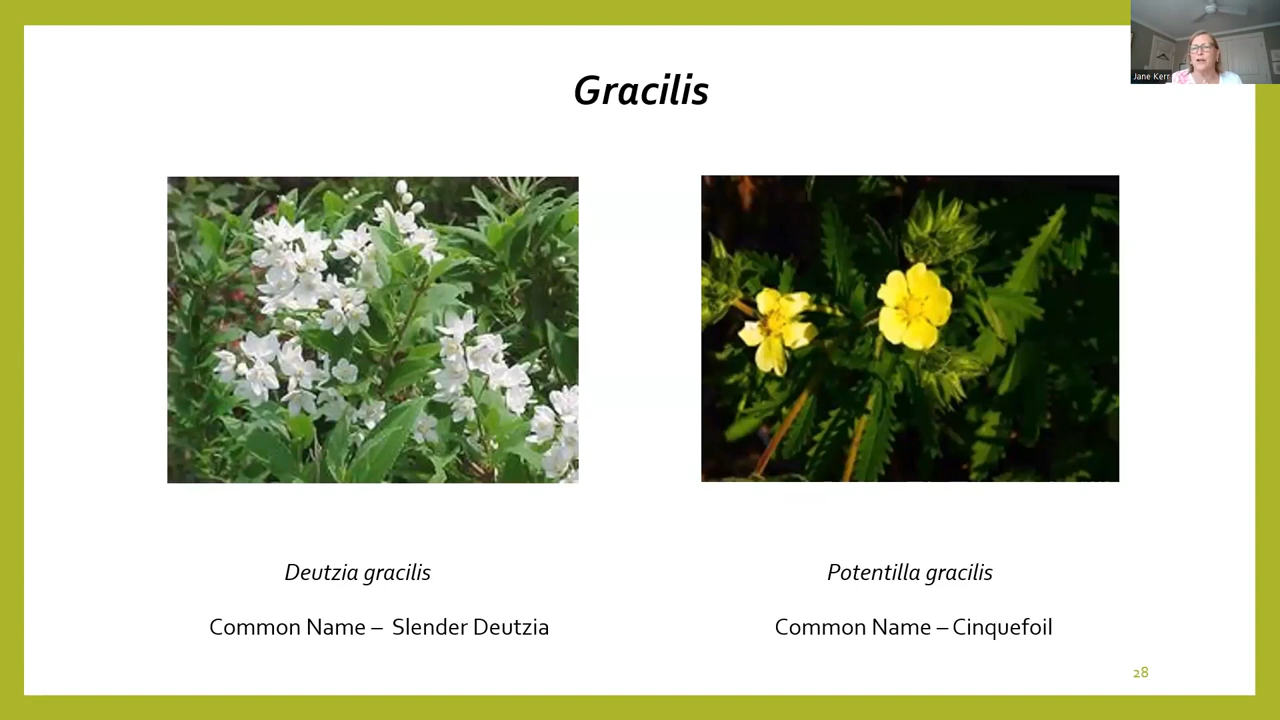 Jane Kerr
Gracilis
Deutzia gracilis
Potentilla gracilis
Common Name – Slender Deutzia
Common Name – Cinquefoil
28